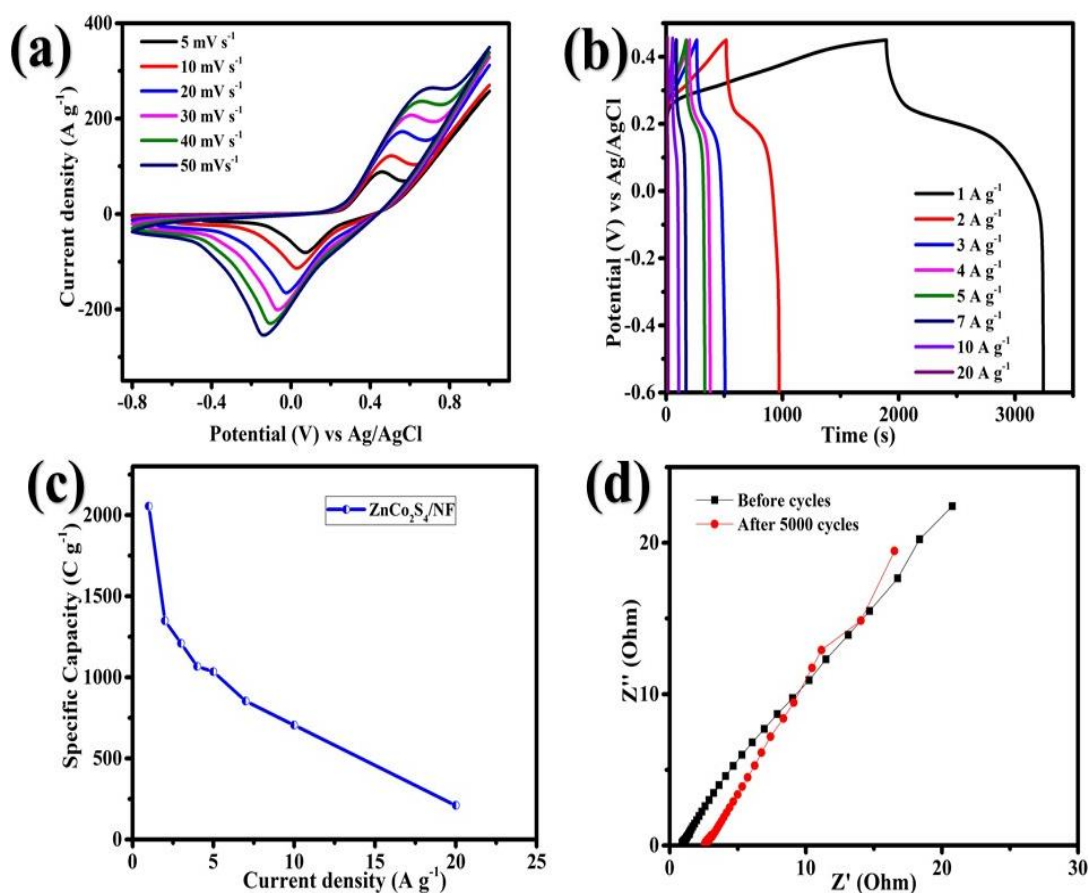 (a)
400
200
0
-200
-0.8
-0.4
0.0
0.4
0.8
Current density (A g⁻¹)
Potential (V) vs Ag/AgCl
5 mV s⁻¹
10 mV s⁻¹
20 mV s⁻¹
30 mV s⁻¹
40 mV s⁻¹
50 mVs⁻¹
(b)
0.4
0.2
0.0
-0.2
-0.4
-0.6
0
1000
2000
3000
Potential (V) vs Ag/AgCl
Time (s)
1 A g⁻¹
2 A g⁻¹
3 A g⁻¹
4 A g⁻¹
5 A g⁻¹
7 A g⁻¹
10 A g⁻¹
20 A g⁻¹
(c)
2000
1500
1000
500
0
0
5
10
15
20
25
Specific Capacity (C g⁻¹)
Current density (A g⁻¹)
ZnCo₂S₄/NF
(d)
20
10
0
0
10
20
30
Z'' (Ohm)
Z' (Ohm)
Before cycles
After 5000 cycles